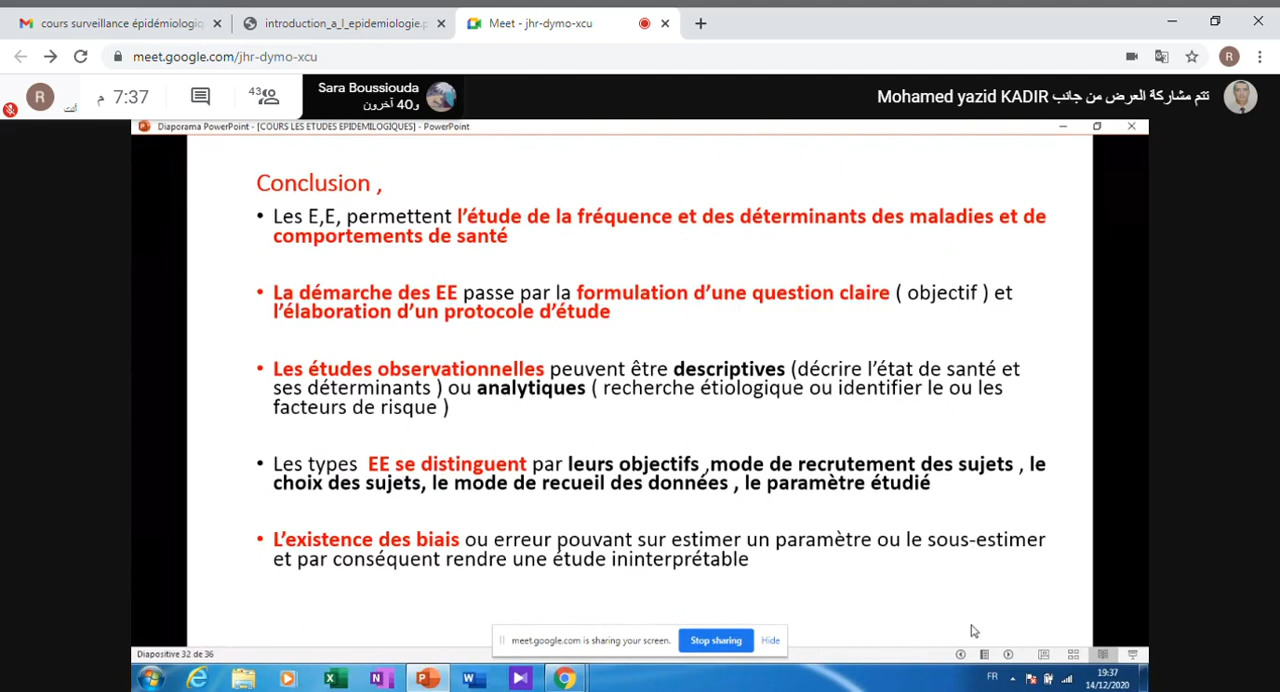 cours surveillance épidémiologiq
introduction_a_l_epidemiologie.p
Meet - jhr-dymo-xcu
meet.google.com/jhr-dymo-xcu
R
R
أنت
7:37 م
43
Sara Boussiouda
و40 آخرون
تتم مشاركة العرض من جانب Mohamed yazid KADIR
Diaporama PowerPoint - [COURS LES ETUDES EPIDEMILOGIQUES] - PowerPoint
Conclusion ,
• Les E,E, permettent l’étude de la fréquence et des déterminants des maladies et de
comportements de santé
• La démarche des EE passe par la formulation d’une question claire ( objectif ) et
l’élaboration d’un protocole d’étude
• Les études observationnelles peuvent être descriptives (décrire l’état de santé et
ses déterminants ) ou analytiques ( recherche étiologique ou identifier le ou les
facteurs de risque )
• Les types EE se distinguent par leurs objectifs ,mode de recrutement des sujets , le
choix des sujets, le mode de recueil des données , le paramètre étudié
• L’existence des biais ou erreur pouvant sur estimer un paramètre ou le sous-estimer
et par conséquent rendre une étude ininterprétable
meet.google.com is sharing your screen.
Stop sharing
Hide
Diapositive 32 de 36
FR
19:37
14/12/2020